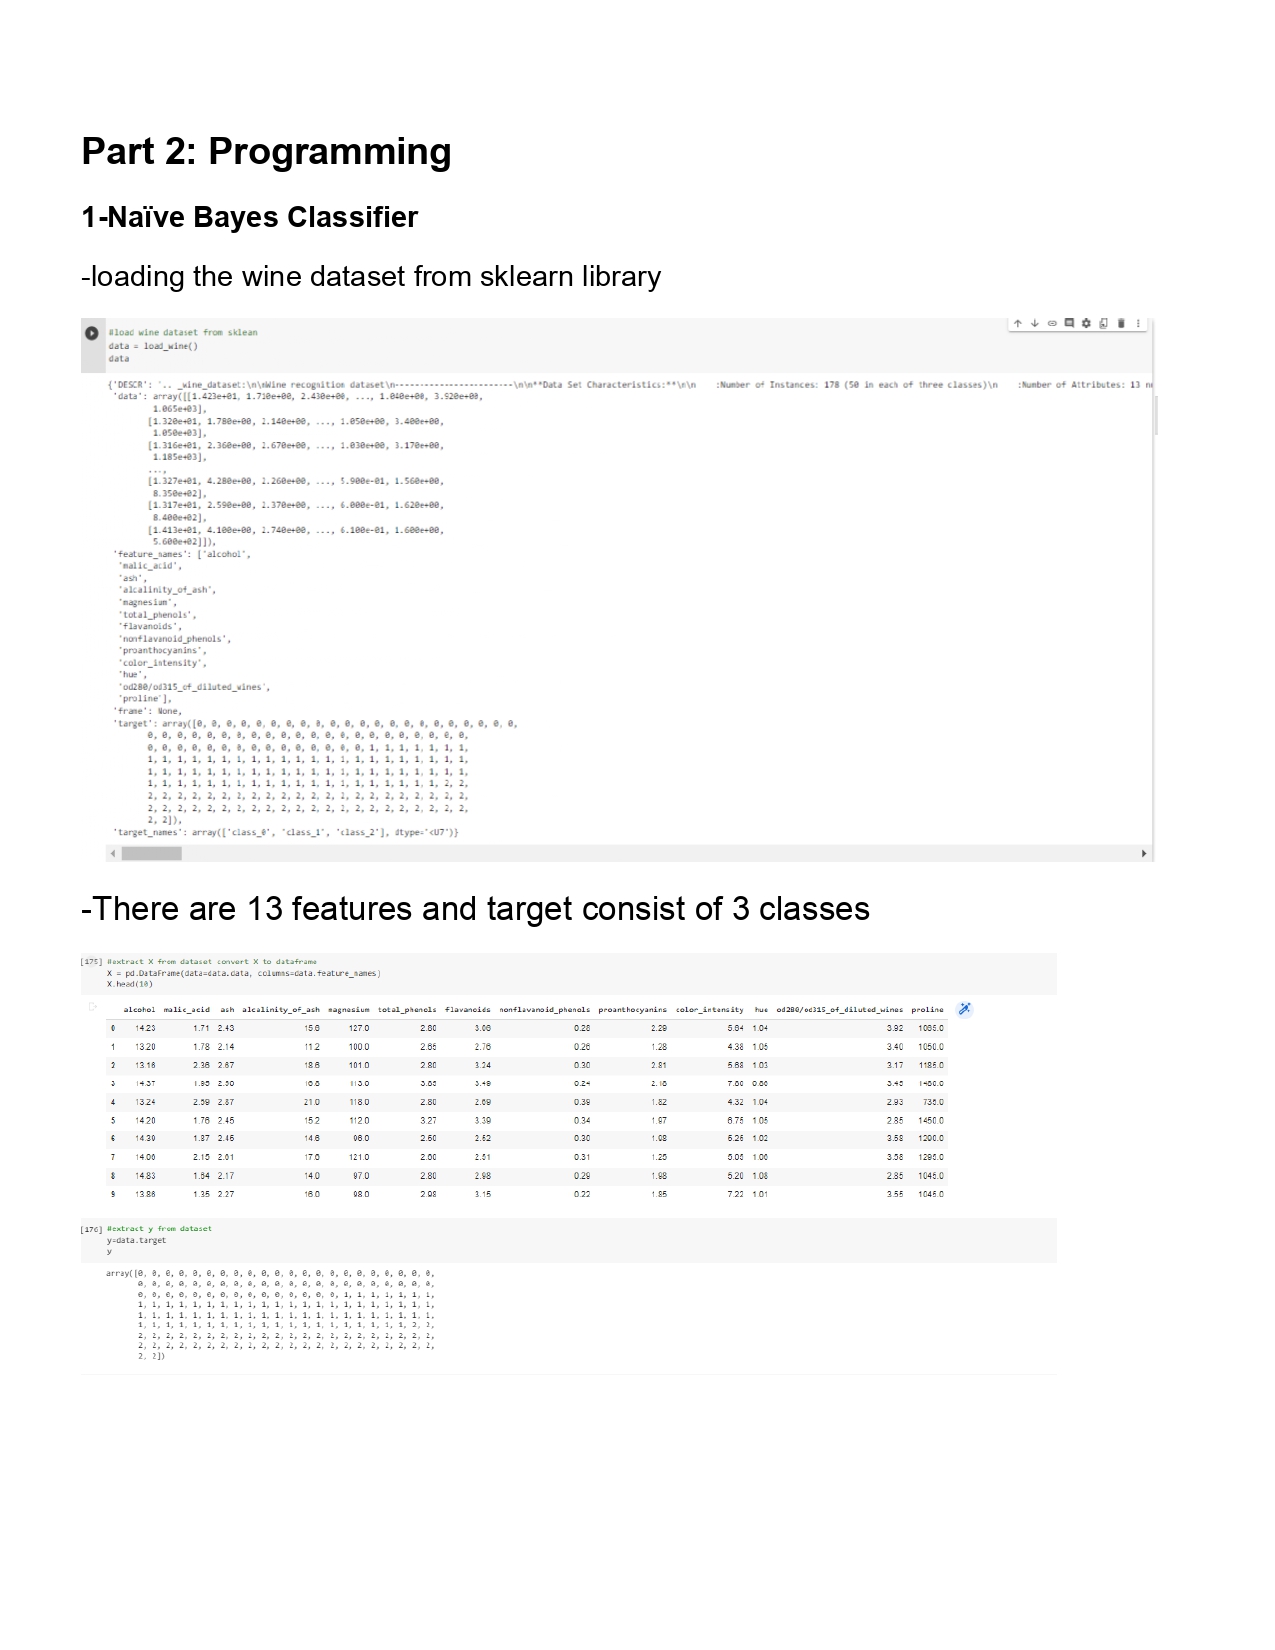 Part 2: Programming
1-Naïve Bayes Classifier
-loading the wine dataset from sklearn library
#load wine dataset from sklean
data = load_wine()
data
{'DESCR': '.. _wine_dataset:\n\nWine recognition dataset\n------------------------\n\n**Data Set Characteristics:**\n\n    :Number of Instances: 178 (50 in each of three classes)\n    :Number of Attributes: 13
'data': array([[1.423e+01, 1.710e+00, 2.430e+00, ..., 1.040e+00, 3.920e+00,
1.065e+03],
[1.320e+01, 1.780e+00, 2.140e+00, ..., 1.050e+00, 3.400e+00,
1.050e+03],
[1.316e+01, 2.360e+00, 2.670e+00, ..., 1.030e+00, 3.170e+00,
1.185e+03],
...,
[1.327e+01, 4.280e+00, 2.260e+00, ..., 5.900e-01, 1.560e+00,
8.350e+02],
[1.317e+01, 2.590e+00, 2.370e+00, ..., 6.000e-01, 1.620e+00,
8.400e+02],
[1.413e+01, 4.100e+00, 2.740e+00, ..., 6.100e-01, 1.600e+00,
5.600e+02]]),
'feature_names': ['alcohol',
'malic_acid',
'ash',
'alcalinity_of_ash',
'magnesium',
'total_phenols',
'flavanoids',
'nonflavanoid_phenols',
'proanthocyanins',
'color_intensity',
'hue',
'od280/od315_of_diluted_wines',
'proline'],
'frame': None,
'target': array([0, 0, 0, 0, 0, 0, 0, 0, 0, 0, 0, 0, 0, 0, 0, 0, 0, 0, 0, 0, 0, 0,
0, 0, 0, 0, 0, 0, 0, 0, 0, 0, 0, 0, 0, 0, 0, 0, 0, 0, 0, 0, 0, 0,
0, 0, 0, 0, 0, 0, 0, 0, 0, 0, 0, 0, 0, 0, 0, 1, 1, 1, 1, 1, 1, 1,
1, 1, 1, 1, 1, 1, 1, 1, 1, 1, 1, 1, 1, 1, 1, 1, 1, 1, 1, 1, 1, 1,
1, 1, 1, 1, 1, 1, 1, 1, 1, 1, 1, 1, 1, 1, 1, 1, 1, 1, 1, 1, 1, 1,
1, 1, 1, 1, 1, 1, 1, 1, 1, 1, 1, 1, 1, 1, 1, 1, 1, 1, 1, 1, 2, 2,
2, 2, 2, 2, 2, 2, 2, 2, 2, 2, 2, 2, 2, 2, 2, 2, 2, 2, 2, 2, 2, 2,
2, 2, 2, 2, 2, 2, 2, 2, 2, 2, 2, 2, 2, 2, 2, 2, 2, 2, 2, 2, 2, 2,
2, 2]),
'target_names': array(['class_0', 'class_1', 'class_2'], dtype='<U7')}
-There are 13 features and target consist of 3 classes
[175] #extract X from dataset convert X to dataframe
X = pd.DataFrame(data=data.data, columns=data.feature_names)
X.head(10)
alcohol malic_acid ash alcalinity_of_ash magnesium total_phenols flavanoids nonflavanoid_phenols proanthocyanins color_intensity hue od280/od315_of_diluted_wines proline
0 14.23 1.71 2.43 15.6 127.0 2.80 3.06 0.28 2.29 5.64 1.04 3.92 1065.0
1 13.20 1.78 2.14 11.2 100.0 2.65 2.76 0.26 1.28 4.38 1.05 3.40 1050.0
2 13.16 2.36 2.67 18.6 101.0 2.80 3.24 0.30 2.81 5.68 1.03 3.17 1185.0
3 14.37 1.95 2.50 16.8 113.0 3.85 3.49 0.24 2.18 7.80 0.86 3.45 1480.0
4 13.24 2.59 2.87 21.0 118.0 2.80 2.69 0.39 1.82 4.32 1.04 2.93 735.0
5 14.20 1.76 2.45 15.2 112.0 3.27 3.39 0.34 1.97 6.75 1.05 2.85 1450.0
6 14.39 1.87 2.45 14.6 96.0 2.50 2.52 0.30 1.98 5.25 1.02 3.58 1290.0
7 14.06 2.15 2.61 17.6 121.0 2.60 2.51 0.31 1.25 5.05 1.06 3.58 1295.0
8 14.83 1.64 2.17 14.0 97.0 2.80 2.98 0.29 1.98 5.20 1.08 2.85 1045.0
9 13.86 1.35 2.27 16.0 98.0 2.98 3.15 0.22 1.85 7.22 1.01 3.55 1045.0
[176] #extract y from dataset
y=data.target
y
array([0, 0, 0, 0, 0, 0, 0, 0, 0, 0, 0, 0, 0, 0, 0, 0, 0, 0, 0, 0, 0, 0,
0, 0, 0, 0, 0, 0, 0, 0, 0, 0, 0, 0, 0, 0, 0, 0, 0, 0, 0, 0, 0, 0,
0, 0, 0, 0, 0, 0, 0, 0, 0, 0, 0, 0, 0, 0, 0, 1, 1, 1, 1, 1, 1, 1,
1, 1, 1, 1, 1, 1, 1, 1, 1, 1, 1, 1, 1, 1, 1, 1, 1, 1, 1, 1, 1, 1,
1, 1, 1, 1, 1, 1, 1, 1, 1, 1, 1, 1, 1, 1, 1, 1, 1, 1, 1, 1, 1, 1,
1, 1, 1, 1, 1, 1, 1, 1, 1, 1, 1, 1, 1, 1, 1, 1, 1, 1, 1, 1, 2, 2,
2, 2, 2, 2, 2, 2, 2, 2, 2, 2, 2, 2, 2, 2, 2, 2, 2, 2, 2, 2, 2, 2,
2, 2, 2, 2, 2, 2, 2, 2, 2, 2, 2, 2, 2, 2, 2, 2, 2, 2, 2, 2, 2, 2,
2, 2])